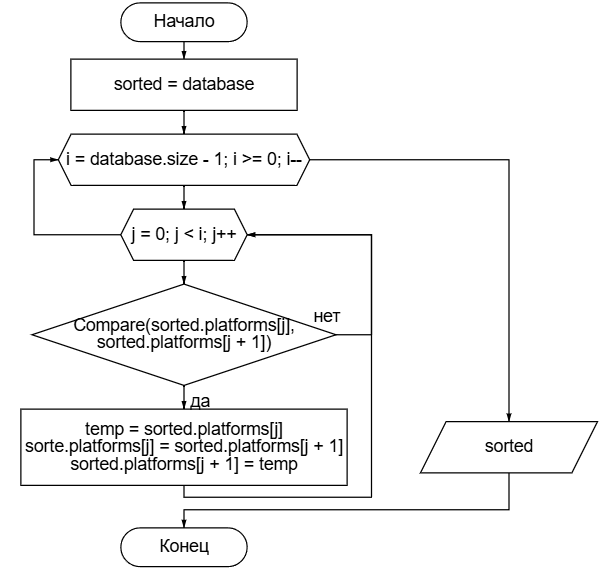 Начало
sorted = database
i = database.size - 1; i >= 0; i--
j = 0; j < i; j++
Compare(sorted.platforms[j],
sorted.platforms[j + 1])
нет
да
temp = sorted.platforms[j]
sorte.platforms[j] = sorted.platforms[j + 1]
sorted.platforms[j + 1] = temp
sorted
Конец